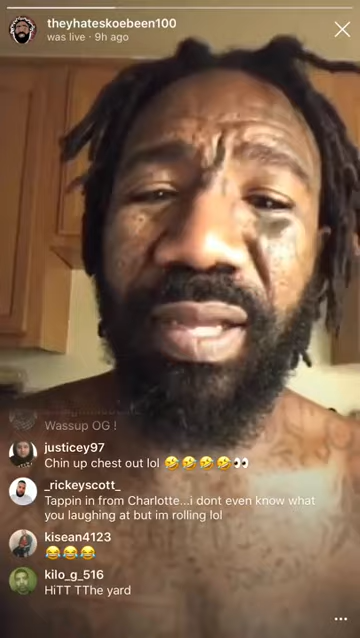 theyhateskoebeen100
was live · 9h ago
Wassup OG !
justicey97
Chin up chest out lol 🤣🤣🤣🤣👀
_rickeyscott_
Tappin in from Charlotte...i dont even know what
you laughing at but im rolling lol
kisean4123
😂😂😂
kilo_g_516
HiTT TThe yard